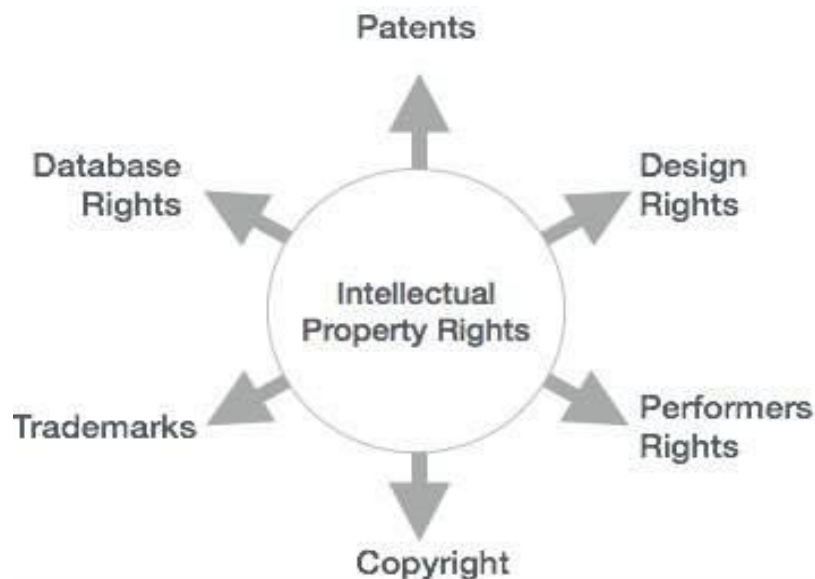 Patents
Database
Rights
Design
Rights
Intellectual
Property Rights
Trademarks
Performers
Rights
Copyright